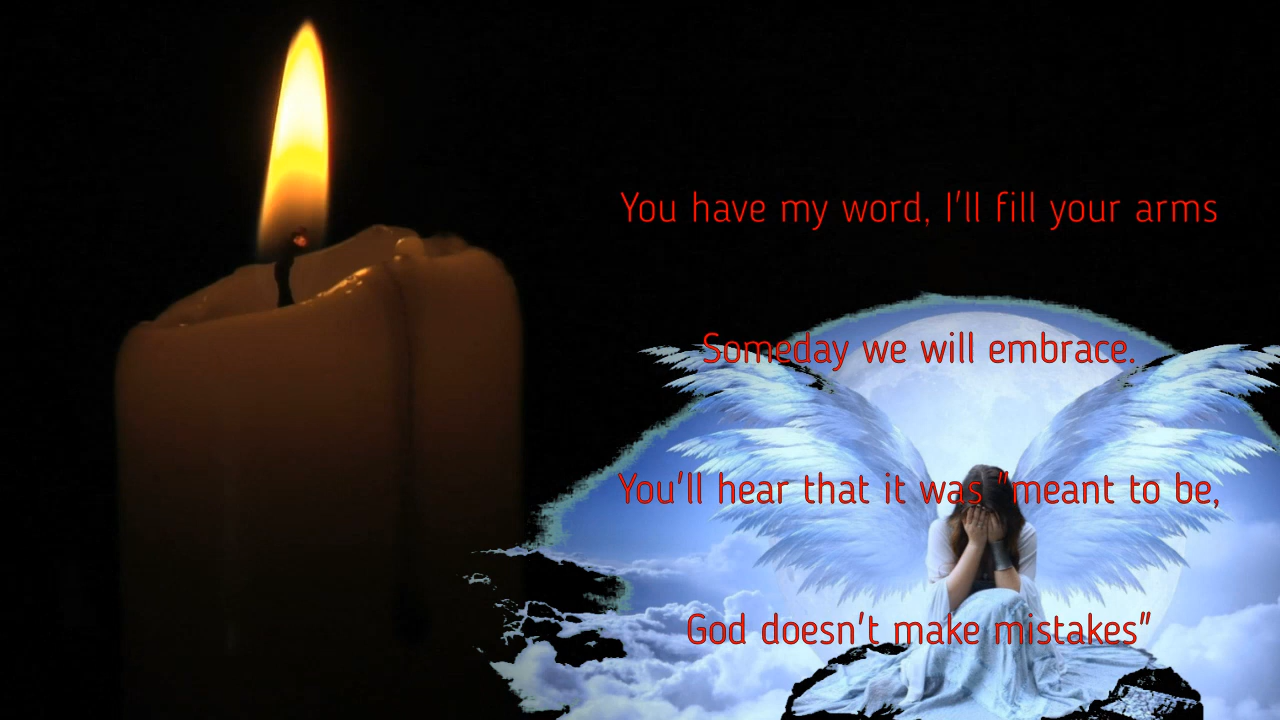 You have my word, I'll fill your arms
Someday we will embrace.
You'll hear that it was "meant to be,
God doesn't make mistakes"